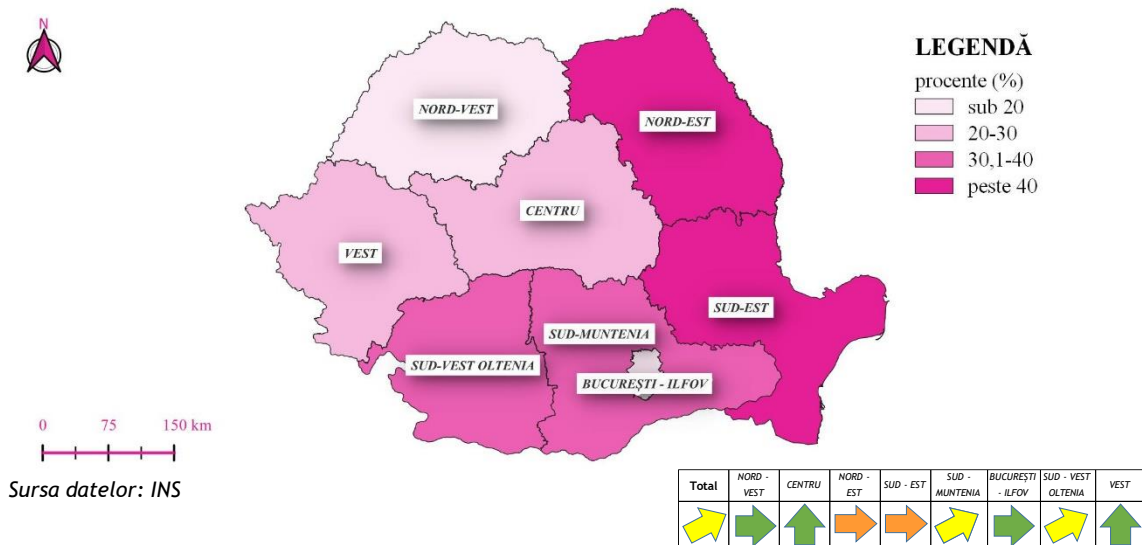 N
LEGENDĂ
procente (%)
sub 20
20-30
30,1-40
peste 40
NORD-VEST
NORD-EST
CENTRU
VEST
SUD-EST
SUD-MUNTENIA
SUD-VEST OLTENIA
BUCUREȘTI - ILFOV
0 75 150 km
Sursa datelor: INS
Total
NORD -
VEST
CENTRU
NORD -
EST
SUD - EST
SUD -
MUNTENIA
BUCUREȘTI
- ILFOV
SUD - VEST
OLTENIA
VEST